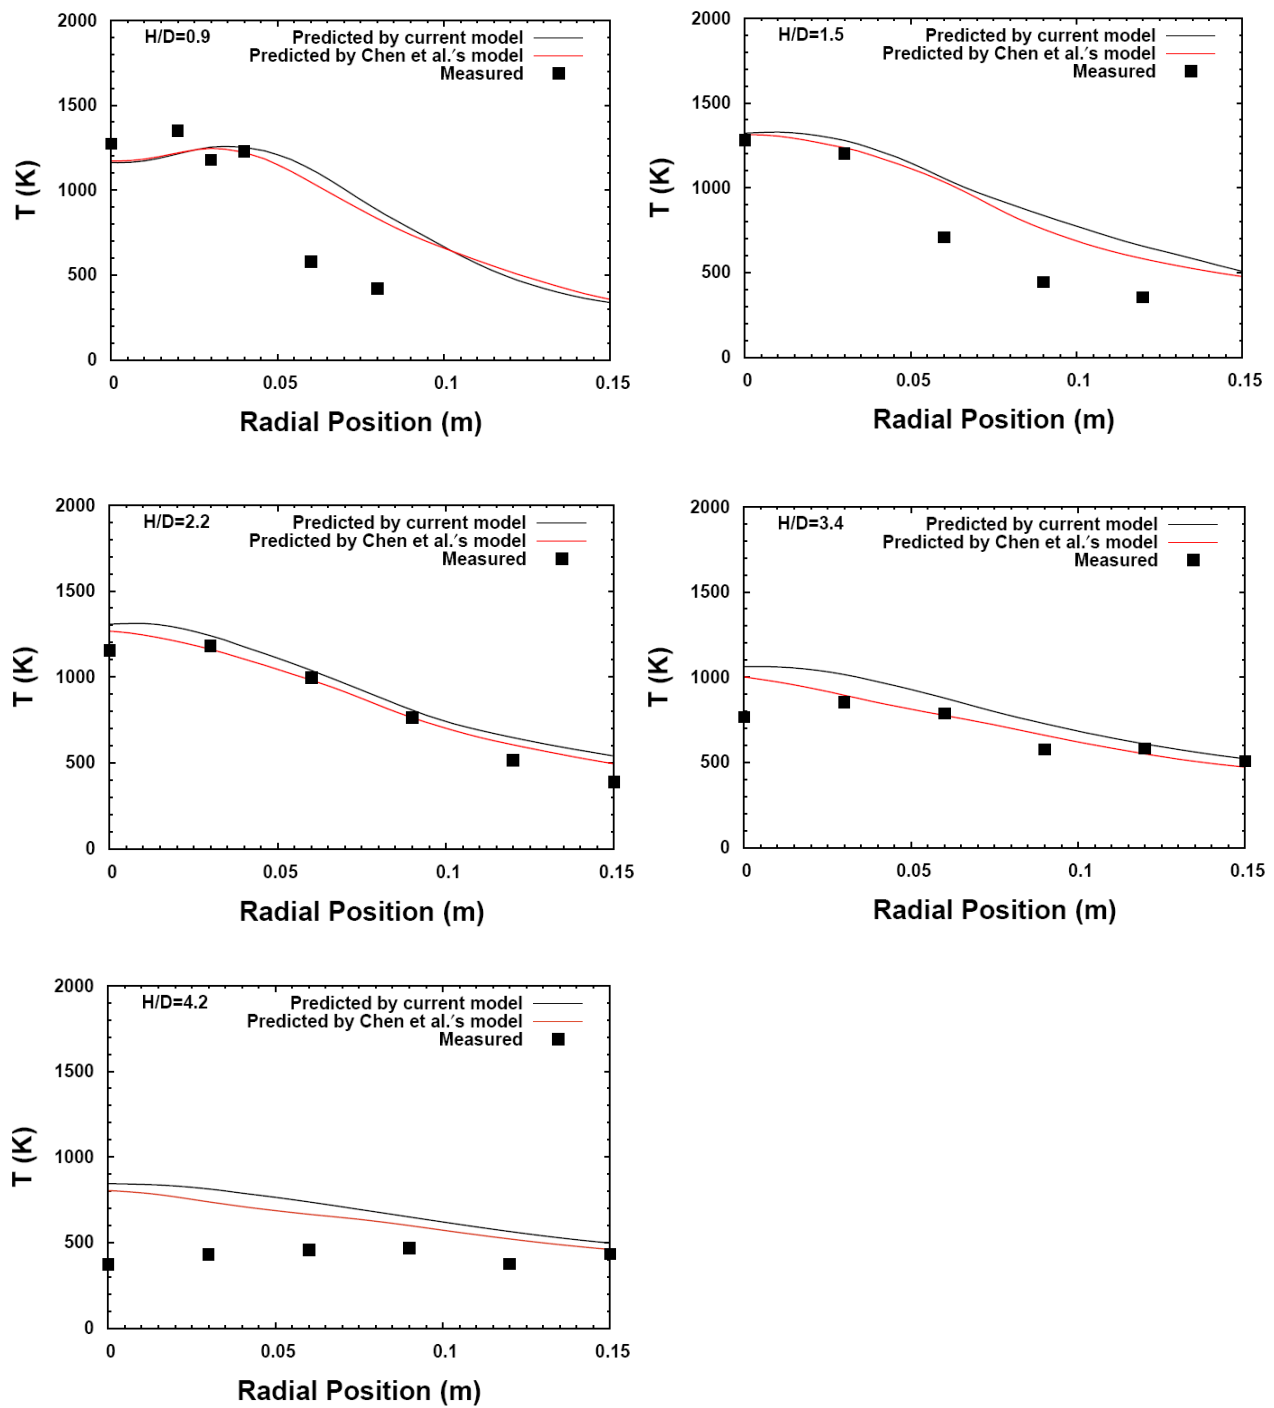 H/D=0.9
Predicted by current model
Predicted by Chen et al.′s model
Measured
2000
1500
1000
500
0
T (K)
0 0.05 0.1 0.15
Radial Position (m)
H/D=1.5
Predicted by current model
Predicted by Chen et al.′s model
Measured
2000
1500
1000
500
0
T (K)
0 0.05 0.1 0.15
Radial Position (m)
H/D=2.2
Predicted by current model
Predicted by Chen et al.′s model
Measured
2000
1500
1000
500
0
T (K)
0 0.05 0.1 0.15
Radial Position (m)
H/D=3.4
Predicted by current model
Predicted by Chen et al.′s model
Measured
2000
1500
1000
500
0
T (K)
0 0.05 0.1 0.15
Radial Position (m)
H/D=4.2
Predicted by current model
Predicted by Chen et al.′s model
Measured
2000
1500
1000
500
0
T (K)
0 0.05 0.1 0.15
Radial Position (m)